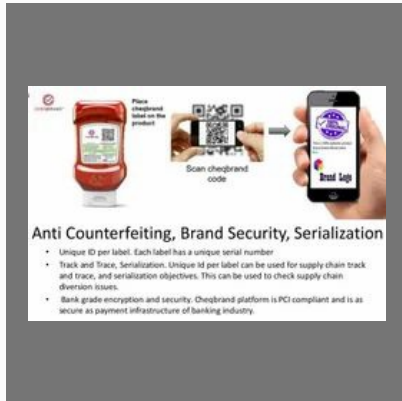 Place
cheqbrand
label on the
product
Scan cheqbrand
code
Brand Logo
Anti Counterfeiting, Brand Security, Serialization
• Unique ID per label. Each label has a unique serial number
• Track and Trace, Serialization. Unique Id per label can be used for supply chain track
and trace, and serialization objectives. This can be used to check supply chain
diversion issues.
• Bank grade encryption and security. Cheqbrand platform is PCI compliant and is as
secure as payment infrastructure of banking industry.